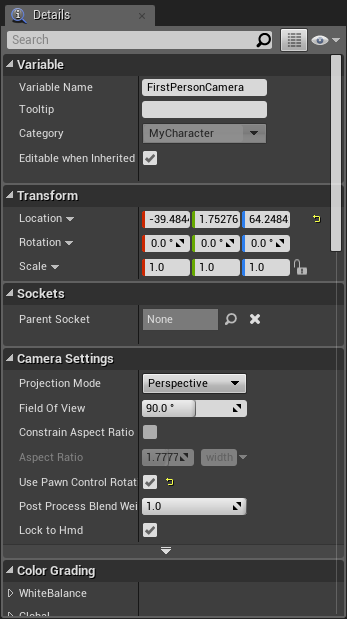 Details
Search
Variable
Variable Name FirstPersonCamera
Tooltip
Category MyCharacter
Editable when Inherited
Transform
Location -39.484 1.75276 64.2484
Rotation 0.0 ° 0.0 ° 0.0 °
Scale 1.0 1.0 1.0
Sockets
Parent Socket None
Camera Settings
Projection Mode Perspective
Field Of View 90.0 °
Constrain Aspect Ratio
Aspect Ratio 1.7777 width
Use Pawn Control Rotat
Post Process Blend Wei 1.0
Lock to Hmd
Color Grading
WhiteBalance
Global